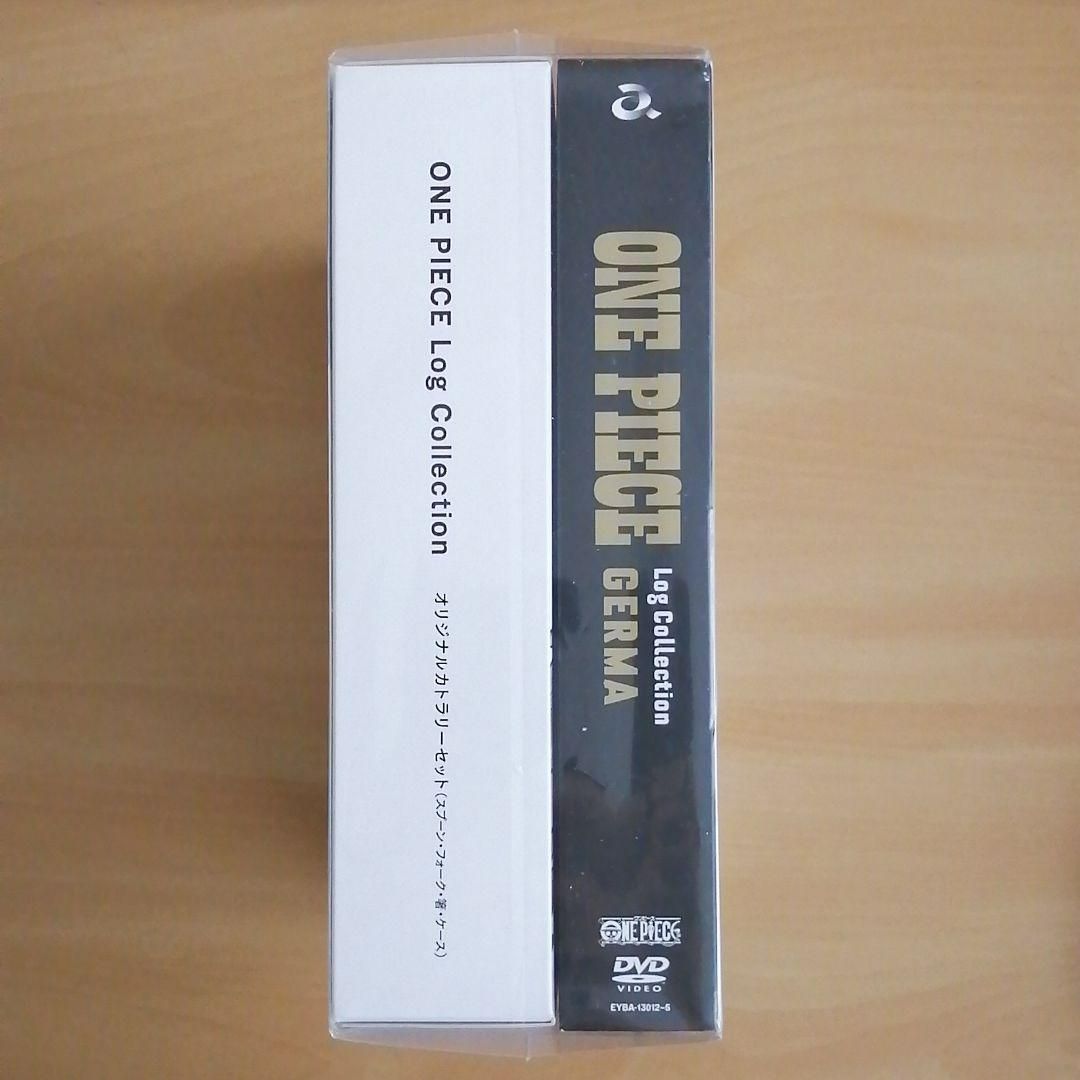 ONE PIECE Log Collection オリジナルカトラリーセット(スプーン・フォーク・箸・ケース)
a
ONE PIECE
Log Collection
GERMA
ONE PIECE
DVD
VIDEO
EYBA-13012~5